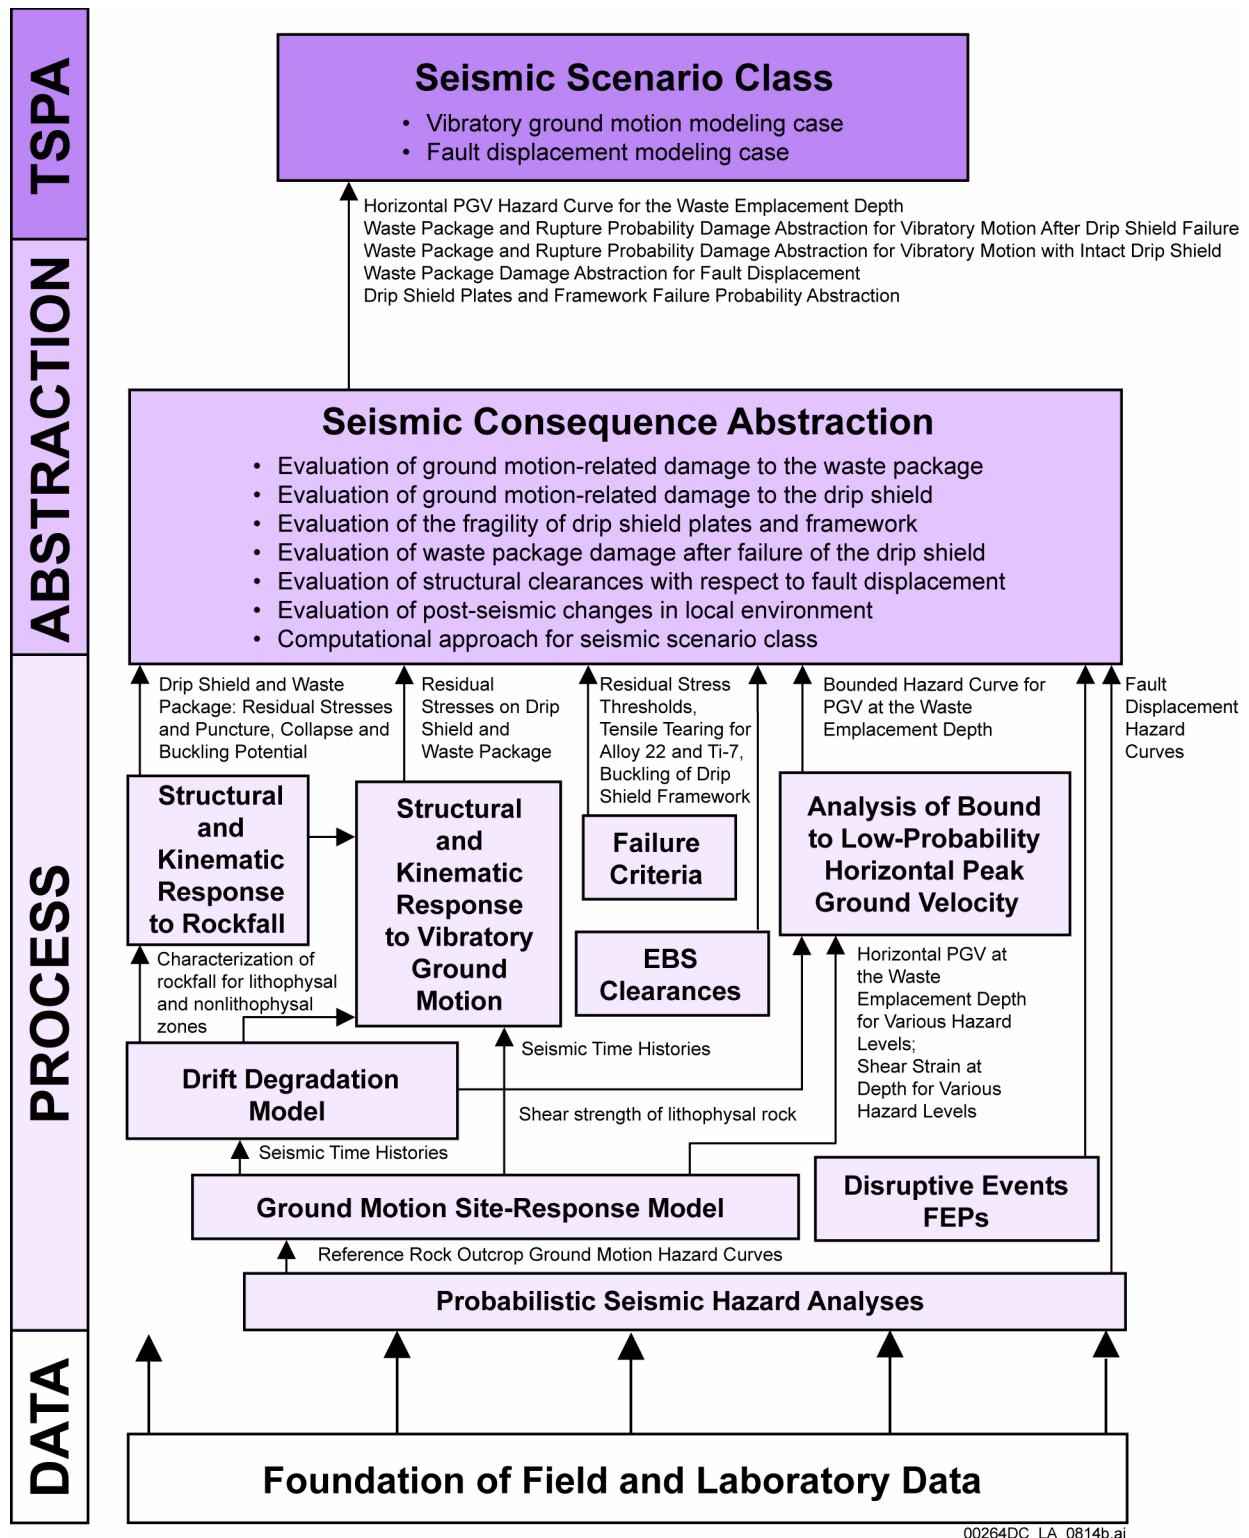 TSPA
Seismic Scenario Class
• Vibratory ground motion modeling case
• Fault displacement modeling case
Horizontal PGV Hazard Curve for the Waste Emplacement Depth
Waste Package and Rupture Probability Damage Abstraction for Vibratory Motion After Drip Shield Failure
Waste Package and Rupture Probability Damage Abstraction for Vibratory Motion with Intact Drip Shield
Waste Package Damage Abstraction for Fault Displacement
Drip Shield Plates and Framework Failure Probability Abstraction
ABSTRACTION
Seismic Consequence Abstraction
• Evaluation of ground motion-related damage to the waste package
• Evaluation of ground motion-related damage to the drip shield
• Evaluation of the fragility of drip shield plates and framework
• Evaluation of waste package damage after failure of the drip shield
• Evaluation of structural clearances with respect to fault displacement
• Evaluation of post-seismic changes in local environment
• Computational approach for seismic scenario class
PROCESS
Drip Shield and Waste
Package: Residual Stresses
and Puncture, Collapse and
Buckling Potential
Residual
Stresses on Drip
Shield and
Waste Package
Residual Stress
Thresholds,
Tensile Tearing for
Alloy 22 and Ti-7,
Buckling of Drip
Shield Framework
Bounded Hazard Curve for
PGV at the Waste
Emplacement Depth
Fault
Displacement
Hazard
Curves
Structural
and
Kinematic
Response
to Rockfall
Structural
and
Kinematic
Response
to Vibratory
Ground
Motion
Failure
Criteria
Analysis of Bound
to Low-Probability
Horizontal Peak
Ground Velocity
EBS
Clearances
Characterization of
rockfall for lithophysal
and nonlithophysal
zones
Horizontal PGV at
the Waste
Emplacement Depth
for Various Hazard
Levels;
Shear Strain at
Depth for Various
Hazard Levels
Seismic Time Histories
Drift Degradation
Model
Shear strength of lithophysal rock
Seismic Time Histories
Ground Motion Site-Response Model
Disruptive Events
FEPs
Reference Rock Outcrop Ground Motion Hazard Curves
Probabilistic Seismic Hazard Analyses
DATA
Foundation of Field and Laboratory Data
00264DC_LA_0814b.ai